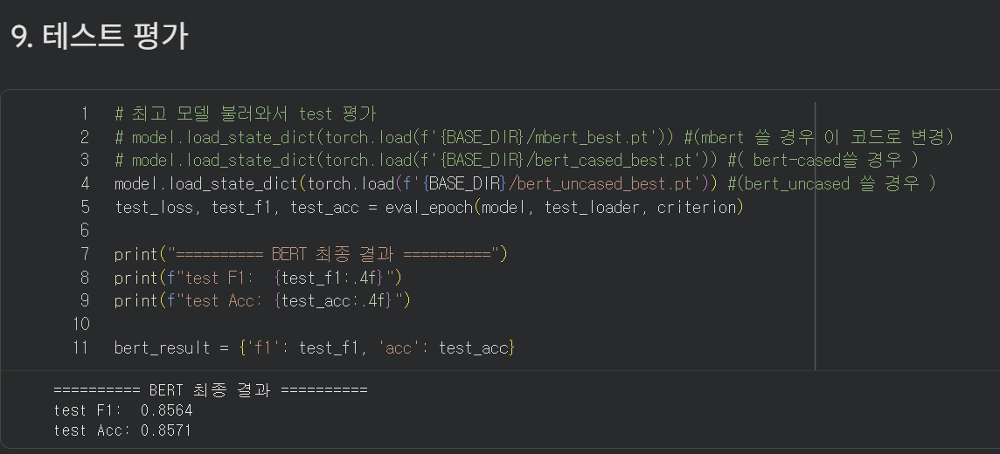 9. 테스트 평가
1 # 최고 모델 불러와서 test 평가
2 # model.load_state_dict(torch.load(f'{BASE_DIR}/mbert_best.pt')) #(mbert 쓸 경우 이 코드로 변경)
3 # model.load_state_dict(torch.load(f'{BASE_DIR}/bert_cased_best.pt')) #( bert-cased쓸 경우 )
4 model.load_state_dict(torch.load(f'{BASE_DIR}/bert_uncased_best.pt')) #(bert_uncased 쓸 경우 )
5 test_loss, test_f1, test_acc = eval_epoch(model, test_loader, criterion)
6
7 print("========== BERT 최종 결과 ==========")
8 print(f"test F1:  {test_f1:.4f}")
9 print(f"test Acc: {test_acc:.4f}")
10
11 bert_result = {'f1': test_f1, 'acc': test_acc}
========== BERT 최종 결과 ==========
test F1:  0.8564
test Acc: 0.8571